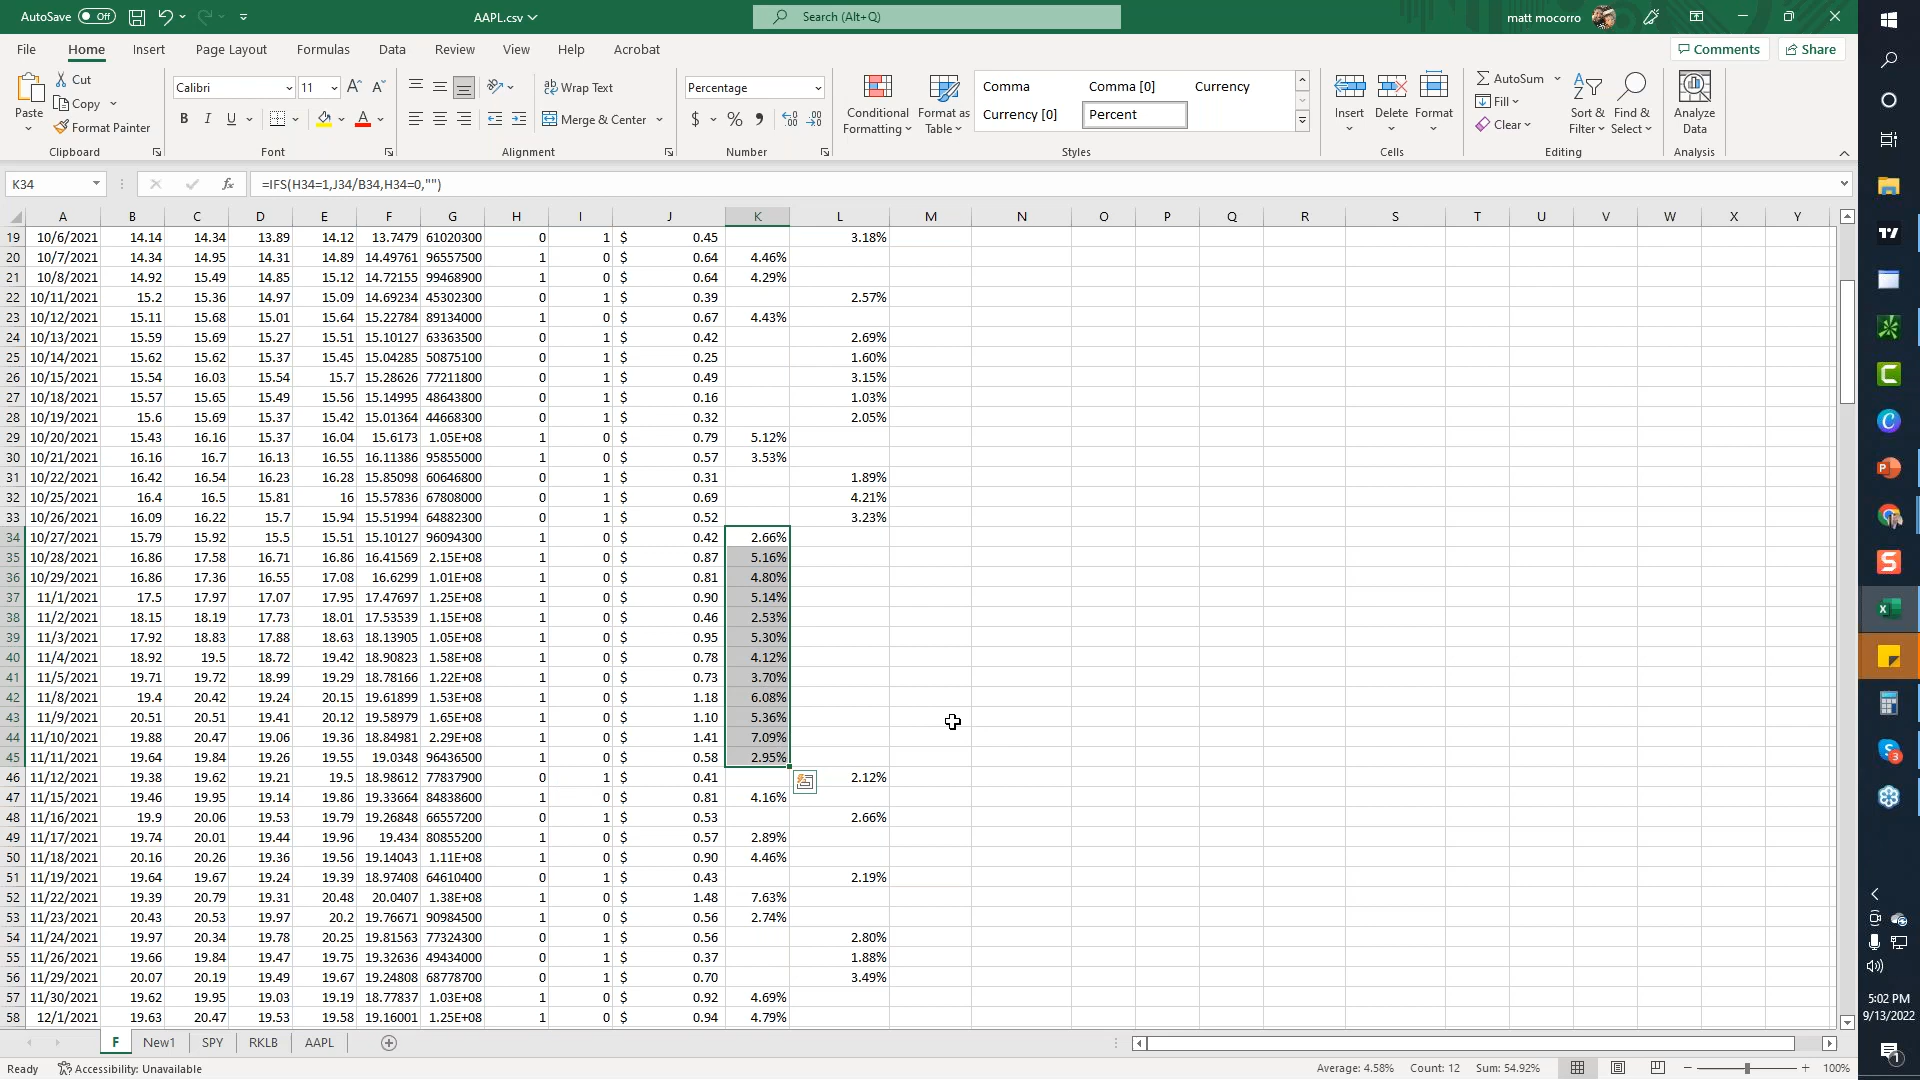 AutoSave Off AAPL.csv Search (Alt+Q) matt mocorro
File Home Insert Page Layout Formulas Data Review View Help Acrobat Comments Share
Paste Cut Copy Format Painter Clipboard
Calibri 11 B I U A Font
Wrap Text Merge & Center Alignment
Percentage $ % Number
Conditional Formatting Format as Table
Comma Comma [0] Currency
Currency [0] Percent
Styles
Insert Delete Format Cells
AutoSum Fill Clear Sort & Filter Find & Select Editing
Analyze Data Analysis
K34 fx =IFS(H34=1,J34/B34,H34=0,"")
A B C D E F G H I J K L M N O P Q R S T U V W X Y
19 10/6/2021 14.14 14.34 13.89 14.12 13.7479 61020300 0 1 $ 0.45 3.18%
20 10/7/2021 14.34 14.95 14.31 14.89 14.49761 96557500 1 0 $ 0.64 4.46%
21 10/8/2021 14.92 15.49 14.85 15.12 14.72155 99468900 1 0 $ 0.64 4.29%
22 10/11/2021 15.2 15.36 14.97 15.09 14.69234 45302300 0 1 $ 0.39 2.57%
23 10/12/2021 15.11 15.68 15.01 15.64 15.22784 89134000 1 0 $ 0.67 4.43%
24 10/13/2021 15.59 15.69 15.27 15.51 15.10127 63363500 0 1 $ 0.42 2.69%
25 10/14/2021 15.62 15.62 15.37 15.45 15.04285 50875100 0 1 $ 0.25 1.60%
26 10/15/2021 15.54 16.03 15.54 15.7 15.28626 77211800 0 1 $ 0.49 3.15%
27 10/18/2021 15.57 15.65 15.49 15.56 15.14995 48643800 0 1 $ 0.16 1.03%
28 10/19/2021 15.6 15.69 15.37 15.42 15.01364 44668300 0 1 $ 0.32 2.05%
29 10/20/2021 15.43 16.16 15.37 16.04 15.6173 1.05E+08 1 0 $ 0.79 5.12%
30 10/21/2021 16.16 16.7 16.13 16.55 16.11386 95855000 1 0 $ 0.57 3.53%
31 10/22/2021 16.42 16.54 16.23 16.28 15.85098 60646800 0 1 $ 0.31 1.89%
32 10/25/2021 16.4 16.5 15.81 16 15.57836 67808000 0 1 $ 0.69 4.21%
33 10/26/2021 16.09 16.22 15.7 15.94 15.51994 64882300 0 1 $ 0.52 3.23%
34 10/27/2021 15.79 15.92 15.5 15.51 15.10127 96094300 1 0 $ 0.42 2.66%
35 10/28/2021 16.86 17.58 16.71 16.86 16.41569 2.15E+08 1 0 $ 0.87 5.16%
36 10/29/2021 16.86 17.36 16.55 17.08 16.6299 1.01E+08 1 0 $ 0.81 4.80%
37 11/1/2021 17.5 17.97 17.07 17.95 17.47697 1.25E+08 1 0 $ 0.90 5.14%
38 11/2/2021 18.15 18.19 17.73 18.01 17.53539 1.15E+08 1 0 $ 0.46 2.53%
39 11/3/2021 17.92 18.83 17.88 18.63 18.13905 1.05E+08 1 0 $ 0.95 5.30%
40 11/4/2021 18.92 19.5 18.72 19.42 18.90823 1.58E+08 1 0 $ 0.78 4.12%
41 11/5/2021 19.71 19.72 18.99 19.29 18.78166 1.22E+08 1 0 $ 0.73 3.70%
42 11/8/2021 19.4 20.42 19.24 20.15 19.61899 1.53E+08 1 0 $ 1.18 6.08%
43 11/9/2021 20.51 20.51 19.41 20.12 19.58979 1.65E+08 1 0 $ 1.10 5.36%
44 11/10/2021 19.88 20.47 19.06 19.36 18.84981 2.29E+08 1 0 $ 1.41 7.09%
45 11/11/2021 19.64 19.84 19.26 19.55 19.0348 96436500 1 0 $ 0.58 2.95%
46 11/12/2021 19.38 19.62 19.21 19.5 18.98612 77837900 0 1 $ 0.41 2.12%
47 11/15/2021 19.46 19.95 19.14 19.86 19.33664 84838600 1 0 $ 0.81 4.16%
48 11/16/2021 19.9 20.06 19.53 19.79 19.26848 66557200 0 1 $ 0.53 2.66%
49 11/17/2021 19.74 20.01 19.44 19.96 19.434 80855200 1 0 $ 0.57 2.89%
50 11/18/2021 20.16 20.26 19.36 19.56 19.14043 1.11E+08 1 0 $ 0.90 4.46%
51 11/19/2021 19.64 19.67 19.24 19.39 18.97408 64610400 0 1 $ 0.43 2.19%
52 11/22/2021 19.39 20.79 19.31 20.48 20.0407 1.38E+08 1 0 $ 1.48 7.63%
53 11/23/2021 20.43 20.53 19.97 20.2 19.76671 90984500 1 0 $ 0.56 2.74%
54 11/24/2021 19.97 20.34 19.78 20.25 19.81563 77324300 0 1 $ 0.56 2.80%
55 11/26/2021 19.66 19.84 19.47 19.75 19.32636 49434000 0 1 $ 0.37 1.88%
56 11/29/2021 20.07 20.19 19.49 19.67 19.24808 68778700 0 1 $ 0.70 3.49%
57 11/30/2021 19.62 19.95 19.03 19.19 18.77837 1.03E+08 1 0 $ 0.92 4.69%
58 12/1/2021 19.63 20.47 19.53 19.58 19.16001 1.25E+08 1 0 $ 0.94 4.79%
F New1 SPY RKLB AAPL
Ready Accessibility: Unavailable Average: 4.58% Count: 12 Sum: 54.92% 100%
5:02 PM
9/13/2022